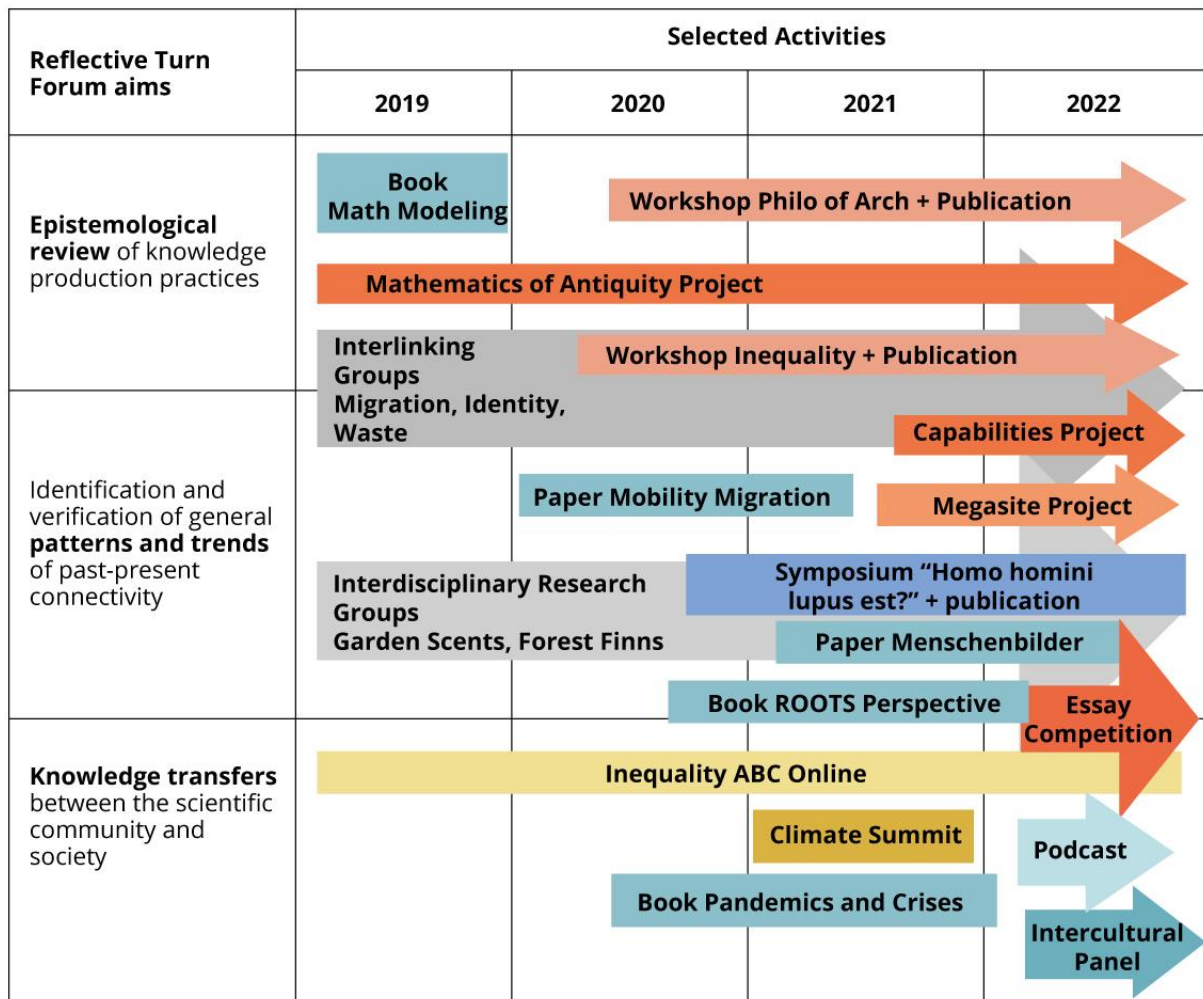 Reflective Turn
Forum aims
Selected Activities
2019
2020
2021
2022
Epistemological
review of knowledge
production practices
Book
Math Modeling
Workshop Philo of Arch + Publication
Mathematics of Antiquity Project
Interlinking
Groups
Migration, Identity,
Waste
Workshop Inequality + Publication
Capabilities Project
Identification and
verification of general
patterns and trends
of past-present
connectivity
Paper Mobility Migration
Megasite Project
Interdisciplinary Research
Groups
Garden Scents, Forest Finns
Symposium “Homo homini
lupus est?” + publication
Paper Menschenbilder
Book ROOTS Perspective
Essay
Competition
Knowledge transfers
between the scientific
community and
society
Inequality ABC Online
Climate Summit
Podcast
Book Pandemics and Crises
Intercultural
Panel